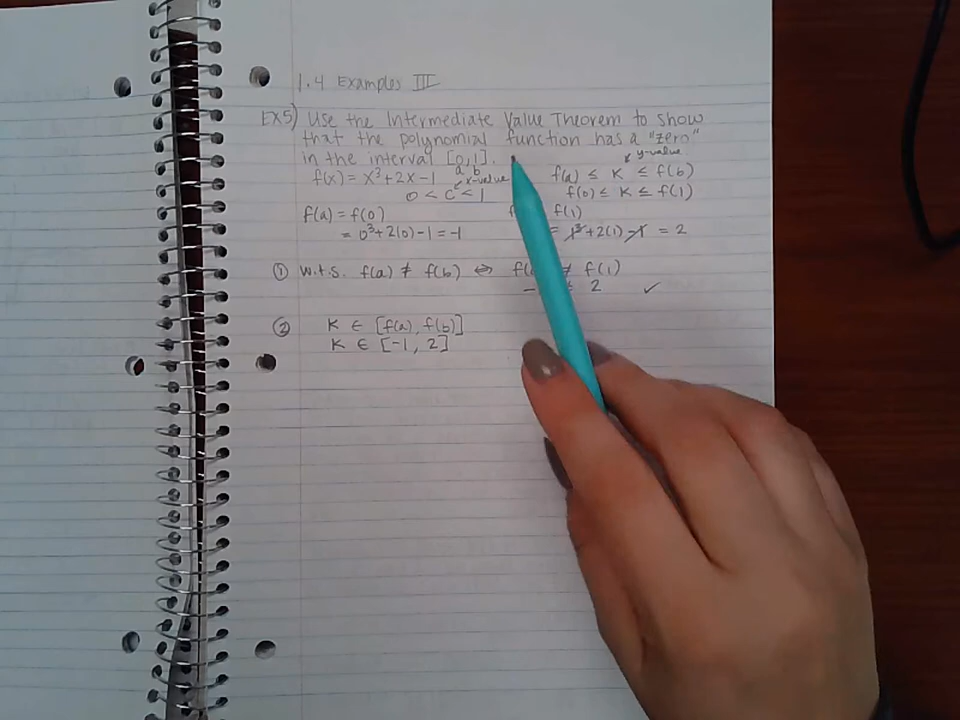 1.4 Examples III
EX5) Use the Intermediate Value Theorem to show
that the polynomial function has a "zero"
in the interval [0,1].
a b
y-value
f(x) = x³+2x-1
x-value
f(a) ≤ K ≤ f(b)
0 < c < 1
f(0) ≤ K ≤ f(1)
f(a) = f(0)
f(1)
= 0³+2(0)-1 = -1
= 1³+2(1)-1 = 2
① w.t.s. f(a) ≠ f(b) ⇔ f( ≠ f(1)
- 2 ✓
② K ∈ [f(a), f(b)]
K ∈ [-1, 2]